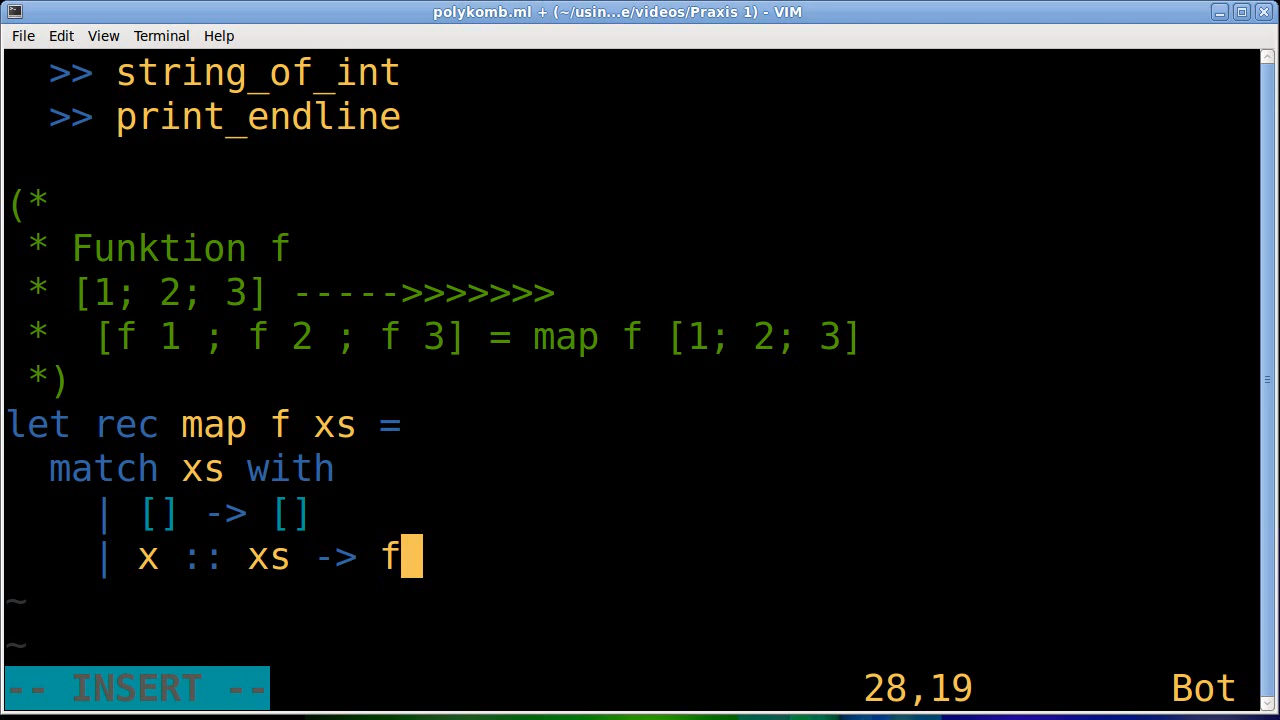 polykomb.ml + (~/usin...e/videos/Praxis 1) - VIM
File Edit View Terminal Help
  >> string_of_int
  >> print_endline

(*
 * Funktion f
 * [1; 2; 3] ----->>>>>>>
 *  [f 1 ; f 2 ; f 3] = map f [1; 2; 3]
 *)
let rec map f xs =
  match xs with
    | [] -> []
    | x :: xs -> f
~
~
-- INSERT -- 28,19 Bot